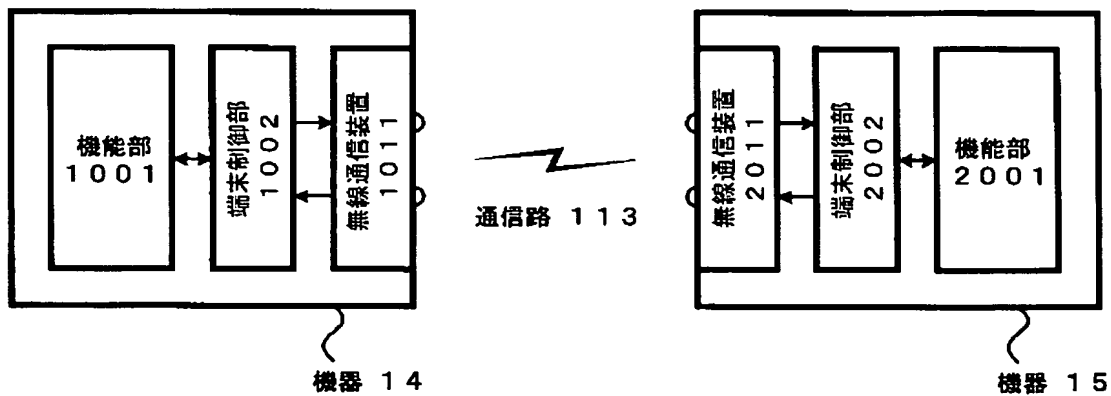 機能部
１００１
端末制御部
１００２
無線通信装置
１０１１
通信路 １１３
無線通信装置
２０１１
端末制御部
２００２
機能部
２００１
機器 １４
機器 １５